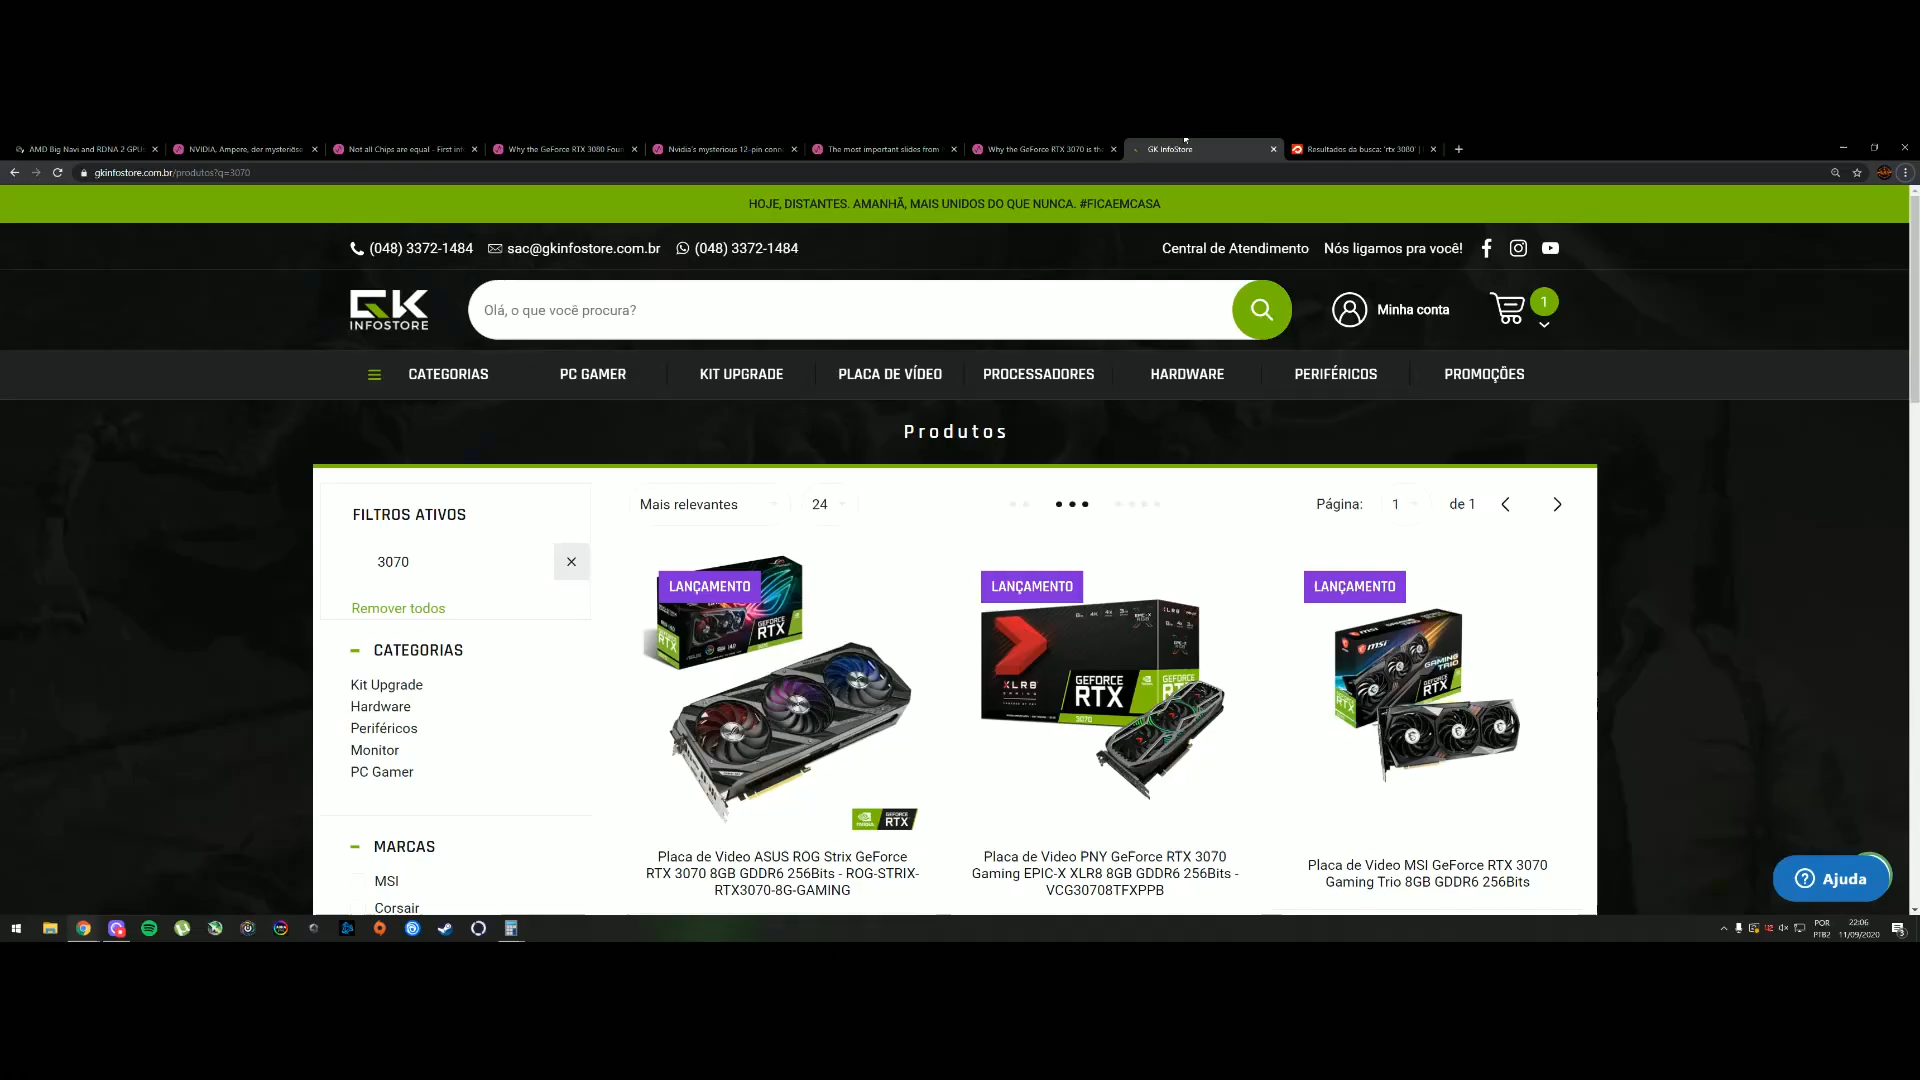 AMD Big Navi and RDNA 2 GPUs
NVIDIA, Ampere, der mysteriöse
Not all Chips are equal - First in
Why the GeForce RTX 3080 Foun
Nvidia's mysterious 12-pin conn
The most important slides from
Why the GeForce RTX 3070 is the
GK InfoStore
Resultados da busca: 'rtx 3080' |
gkinfostore.com.br/produtos?q=3070
HOJE, DISTANTES. AMANHÃ, MAIS UNIDOS DO QUE NUNCA. #FICAEMCASA
(048) 3372-1484 sac@gkinfostore.com.br (048) 3372-1484
Central de Atendimento Nós ligamos pra você!
GK
INFOSTORE
Olá, o que você procura?
Minha conta
1
CATEGORIAS PC GAMER KIT UPGRADE PLACA DE VÍDEO PROCESSADORES HARDWARE PERIFÉRICOS PROMOÇÕES
Produtos
FILTROS ATIVOS
3070
Remover todos
CATEGORIAS
Kit Upgrade
Hardware
Periféricos
Monitor
PC Gamer
MARCAS
MSI
Corsair
Mais relevantes 24 Página: 1 de 1
LANÇAMENTO
GEFORCE
RTX
NVIDIA GEFORCE RTX
Placa de Video ASUS ROG Strix GeForce
RTX 3070 8GB GDDR6 256Bits - ROG-STRIX-
RTX3070-8G-GAMING
LANÇAMENTO
XLR8
GAMING
GEFORCE
RTX
3070
Placa de Video PNY GeForce RTX 3070
Gaming EPIC-X XLR8 8GB GDDR6 256Bits -
VCG30708TFXPPB
LANÇAMENTO
msi
GAMING
TRIO
GEFORCE
RTX
Placa de Video MSI GeForce RTX 3070
Gaming Trio 8GB GDDR6 256Bits
Ajuda
POR
PTB2
22:06
11/09/2020